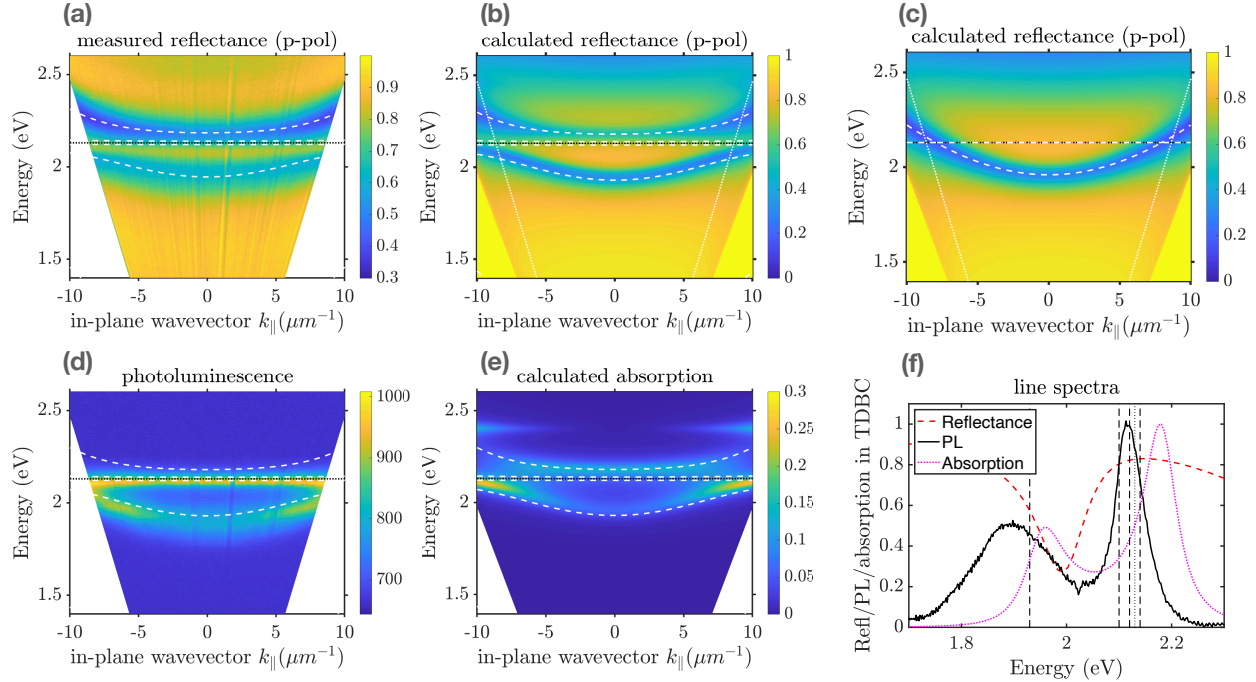 (a)
measured reflectance (p-pol)
2.5
2
1.5
Energy (eV)
-10 -5 0 5 10
in-plane wavevector k∥(μm⁻¹)
0.9
0.8
0.7
0.6
0.5
0.4
0.3
(b)
calculated reflectance (p-pol)
2.5
2
1.5
Energy (eV)
-10 -5 0 5 10
in-plane wavevector k∥(μm⁻¹)
1
0.8
0.6
0.4
0.2
0
(c)
calculated reflectance (p-pol)
2.5
2
1.5
Energy (eV)
-10 -5 0 5 10
in-plane wavevector k∥(μm⁻¹)
1
0.8
0.6
0.4
0.2
0
(d)
photoluminescence
2.5
2
1.5
Energy (eV)
-10 -5 0 5 10
in-plane wavevector k∥(μm⁻¹)
1000
900
800
700
(e)
calculated absorption
2.5
2
1.5
Energy (eV)
-10 -5 0 5 10
in-plane wavevector k∥(μm⁻¹)
0.3
0.25
0.2
0.15
0.1
0.05
0
(f)
line spectra
Refl/PL/absorption in TDBC
1
0.8
0.6
0.4
0.2
0
Reflectance
PL
Absorption
1.8 2 2.2
Energy (eV)